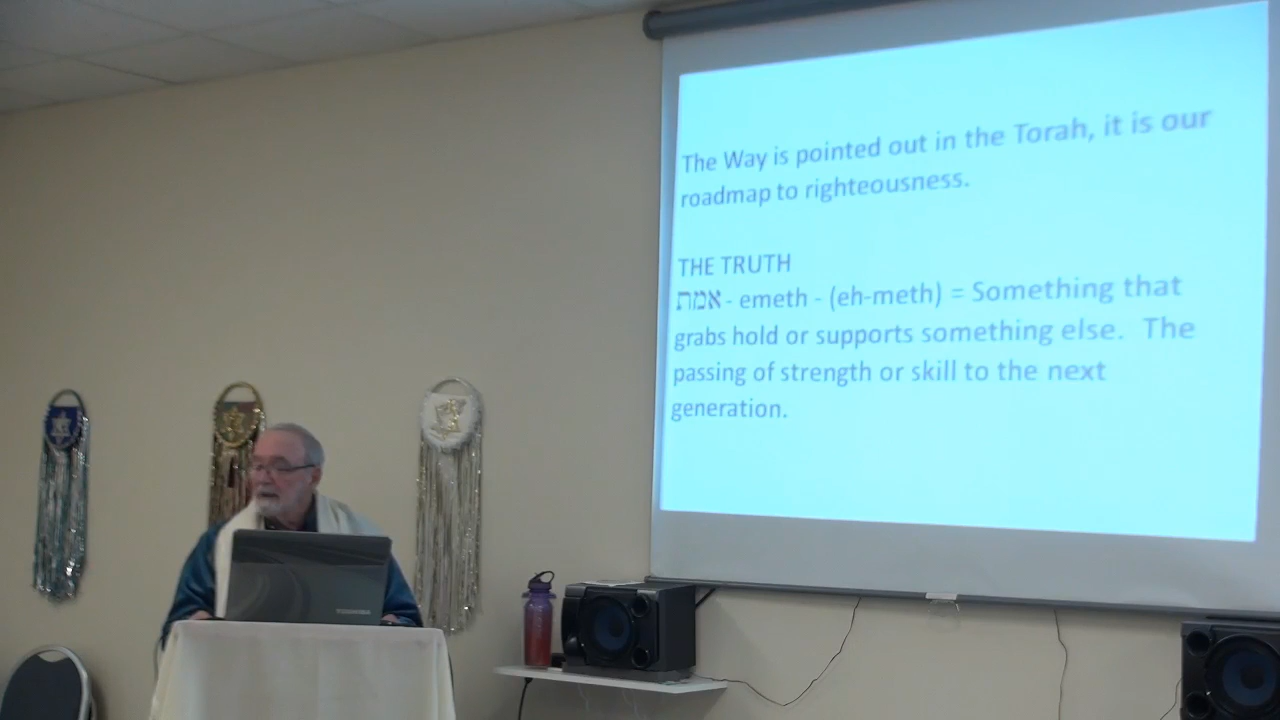 The Way is pointed out in the Torah, it is our
roadmap to righteousness.
THE TRUTH
אמת - emeth - (eh-meth) = Something that
grabs hold or supports something else. The
passing of strength or skill to the next
generation.
TOSHIBA